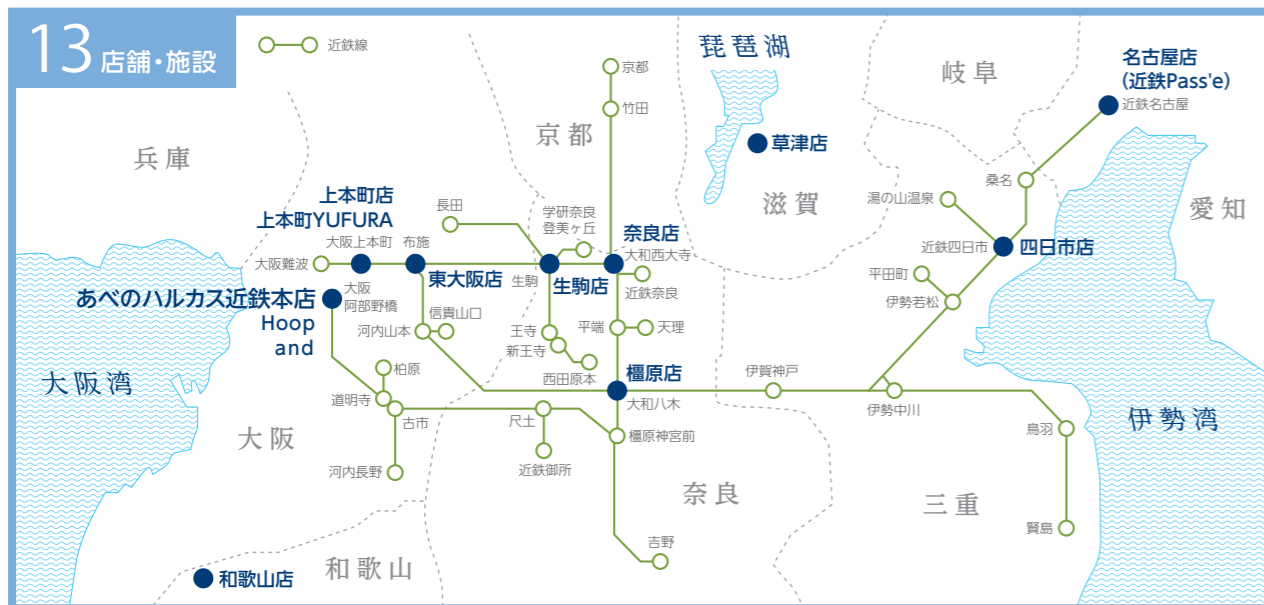 13店舗・施設
近鉄線
兵庫
京都
琵琶湖
岐阜
名古屋店
(近鉄Pass'e)
近鉄名古屋
京都
竹田
草津店
滋賀
桑名
愛知
湯の山温泉
近鉄四日市
四日市店
平田町
伊勢若松
上本町店
上本町YUFURA
大阪上本町
布施
長田
学研奈良
登美ヶ丘
奈良店
大和西大寺
大阪難波
東大阪店
生駒
生駒店
近鉄奈良
あべのハルカス近鉄本店
Hoop
and
大阪
阿部野橋
信貴山口
河内山本
王寺
新王寺
西田原本
平端
天理
大阪湾
柏原
道明寺
古市
橿原店
大和八木
伊賀神戸
伊勢中川
伊勢湾
大阪
河内長野
尺土
近鉄御所
橿原神宮前
鳥羽
奈良
三重
賢島
吉野
和歌山
和歌山店